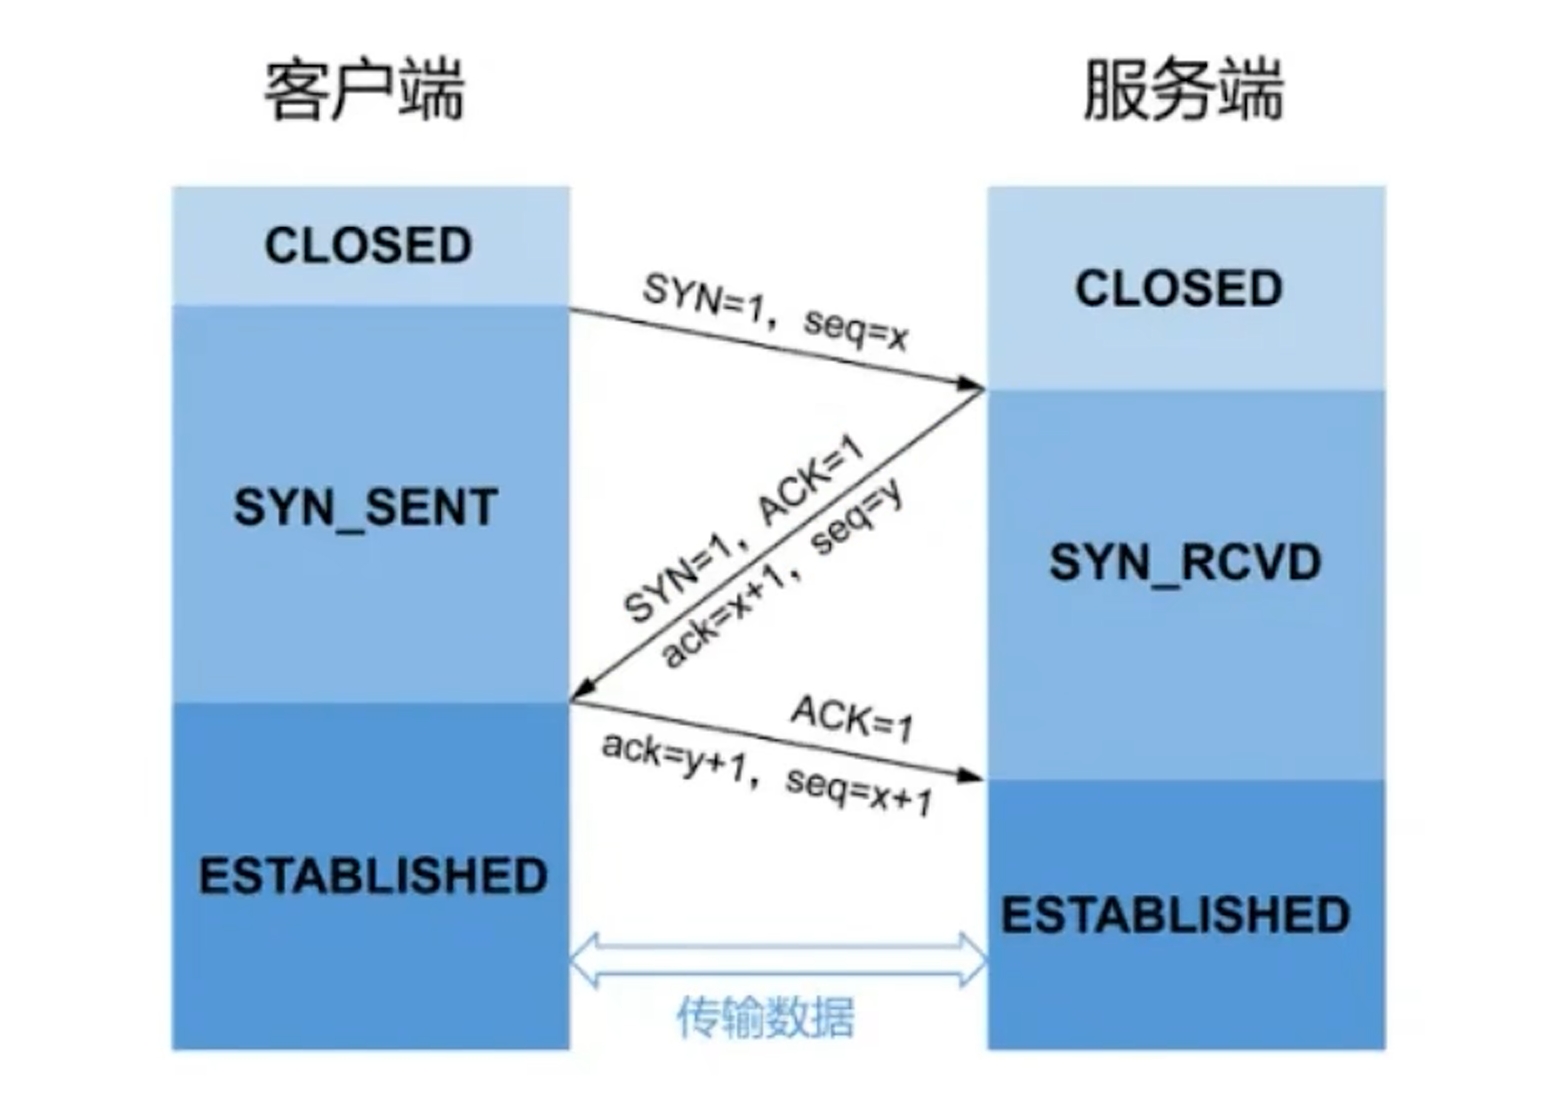 客户端
服务端
CLOSED
CLOSED
SYN=1，seq=x
SYN_SENT
SYN=1，ACK=1
ack=x+1，seq=y
SYN_RCVD
ACK=1
ack=y+1，seq=x+1
ESTABLISHED
ESTABLISHED
传输数据